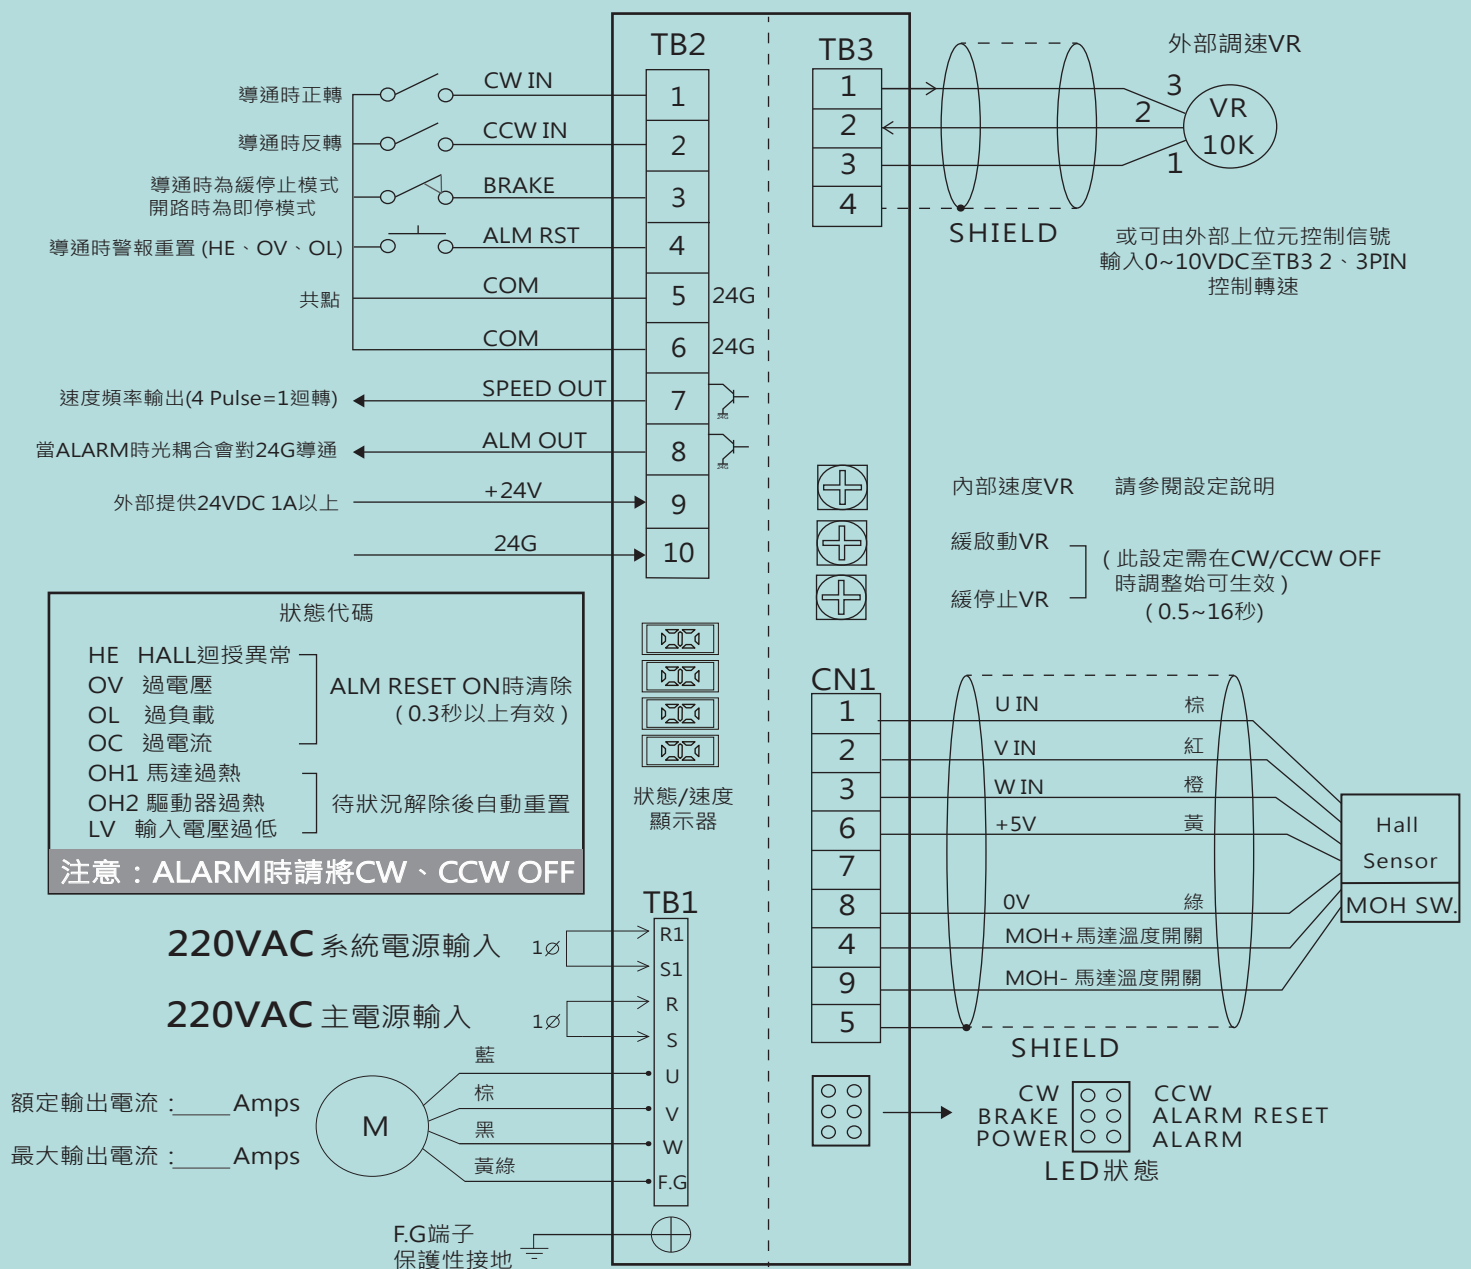 TB2
導通時正轉
CW IN
1
導通時反轉
CCW IN
2
導通時為緩停止模式
開路時為即停模式
BRAKE
3
導通時警報重置 (HE、OV、OL)
ALM RST
4
共點
COM
5
24G
COM
6
24G
速度頻率輸出(4 Pulse=1迴轉)
SPEED OUT
7
當ALARM時光耦合會對24G導通
ALM OUT
8
外部提供24VDC 1A以上
+24V
9
24G
10
TB3
1
2
3
4
SHIELD
外部調速VR
3
2
1
VR
10K
或可由外部上位元控制信號
輸入0~10VDC至TB3 2、3PIN
控制轉速
內部速度VR 請參閱設定說明
緩啟動VR
緩停止VR
( 此設定需在CW/CCW OFF
時調整始可生效 )
( 0.5~16秒)
狀態代碼
HE HALL迴授異常
OV 過電壓
OL 過負載
OC 過電流
ALM RESET ON時清除
( 0.3秒以上有效 )
OH1 馬達過熱
OH2 驅動器過熱
LV 輸入電壓過低
待狀況解除後自動重置
注意：ALARM時請將CW、CCW OFF
狀態/速度
顯示器
CN1
1
U IN 棕
2
V IN 紅
3
W IN 橙
6
+5V 黃
7
8
0V 綠
4
MOH+馬達溫度開關
9
MOH- 馬達溫度開關
5
SHIELD
Hall
Sensor
MOH SW.
TB1
220VAC 系統電源輸入 1∅
R1
S1
220VAC 主電源輸入 1∅
R
S
藍
U
棕
V
黑
W
黃綠
F.G
M
額定輸出電流：____ Amps
最大輸出電流：____ Amps
F.G端子
保護性接地
CW CCW
BRAKE ALARM RESET
POWER ALARM
LED狀態